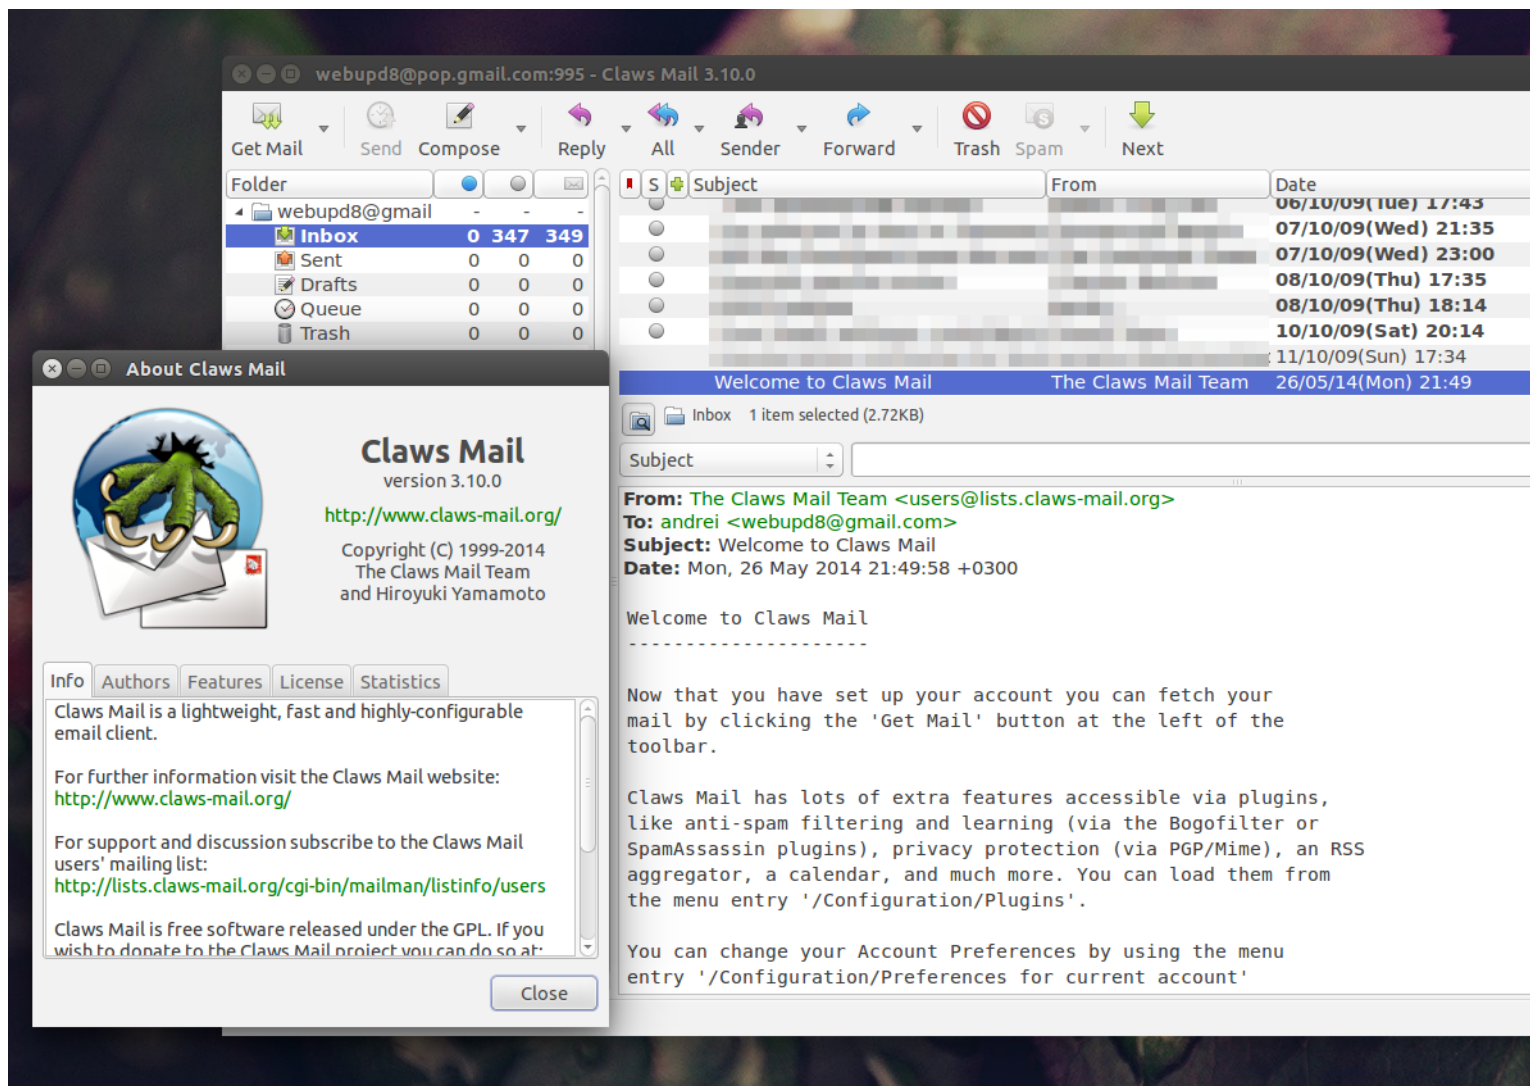 webupd8@pop.gmail.com:995 - Claws Mail 3.10.0
Get Mail Send Compose Reply All Sender Forward Trash Spam Next
Folder
webupd8@gmail - - -
Inbox 0 347 349
Sent 0 0 0
Drafts 0 0 0
Queue 0 0 0
Trash 0 0 0
S Subject From Date
06/10/09(Tue) 17:43
07/10/09(Wed) 21:35
07/10/09(Wed) 23:00
08/10/09(Thu) 17:35
08/10/09(Thu) 18:14
10/10/09(Sat) 20:14
11/10/09(Sun) 17:34
Welcome to Claws Mail The Claws Mail Team 26/05/14(Mon) 21:49
Inbox 1 item selected (2.72KB)
Subject
From: The Claws Mail Team <users@lists.claws-mail.org>
To: andrei <webupd8@gmail.com>
Subject: Welcome to Claws Mail
Date: Mon, 26 May 2014 21:49:58 +0300
Welcome to Claws Mail
---------------------
Now that you have set up your account you can fetch your
mail by clicking the 'Get Mail' button at the left of the
toolbar.
Claws Mail has lots of extra features accessible via plugins,
like anti-spam filtering and learning (via the Bogofilter or
SpamAssassin plugins), privacy protection (via PGP/Mime), an RSS
aggregator, a calendar, and much more. You can load them from
the menu entry '/Configuration/Plugins'.
You can change your Account Preferences by using the menu
entry '/Configuration/Preferences for current account'
About Claws Mail
Claws Mail
version 3.10.0
http://www.claws-mail.org/
Copyright (C) 1999-2014
The Claws Mail Team
and Hiroyuki Yamamoto
Info Authors Features License Statistics
Claws Mail is a lightweight, fast and highly-configurable
email client.
For further information visit the Claws Mail website:
http://www.claws-mail.org/
For support and discussion subscribe to the Claws Mail
users' mailing list:
http://lists.claws-mail.org/cgi-bin/mailman/listinfo/users
Claws Mail is free software released under the GPL. If you
wish to donate to the Claws Mail project you can do so at:
Close